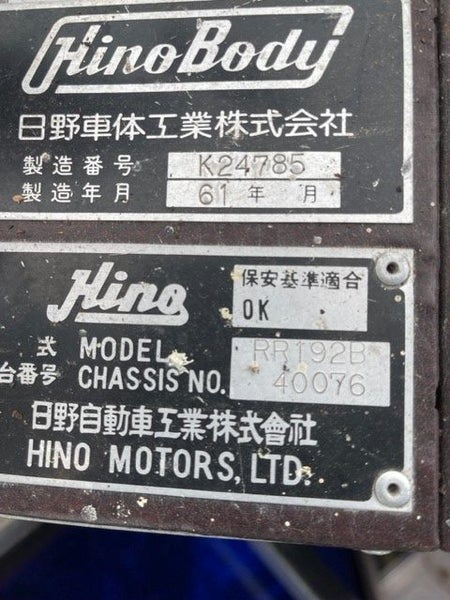 HinoBody
日野車体工業株式会社
製造番号 K24785
製造年月 61年 月
Hino
保安基準適合
OK
式 MODEL RR192B
台番号 CHASSIS NO. 40076
日野自動車工業株式會社
HINO MOTORS, LTD.